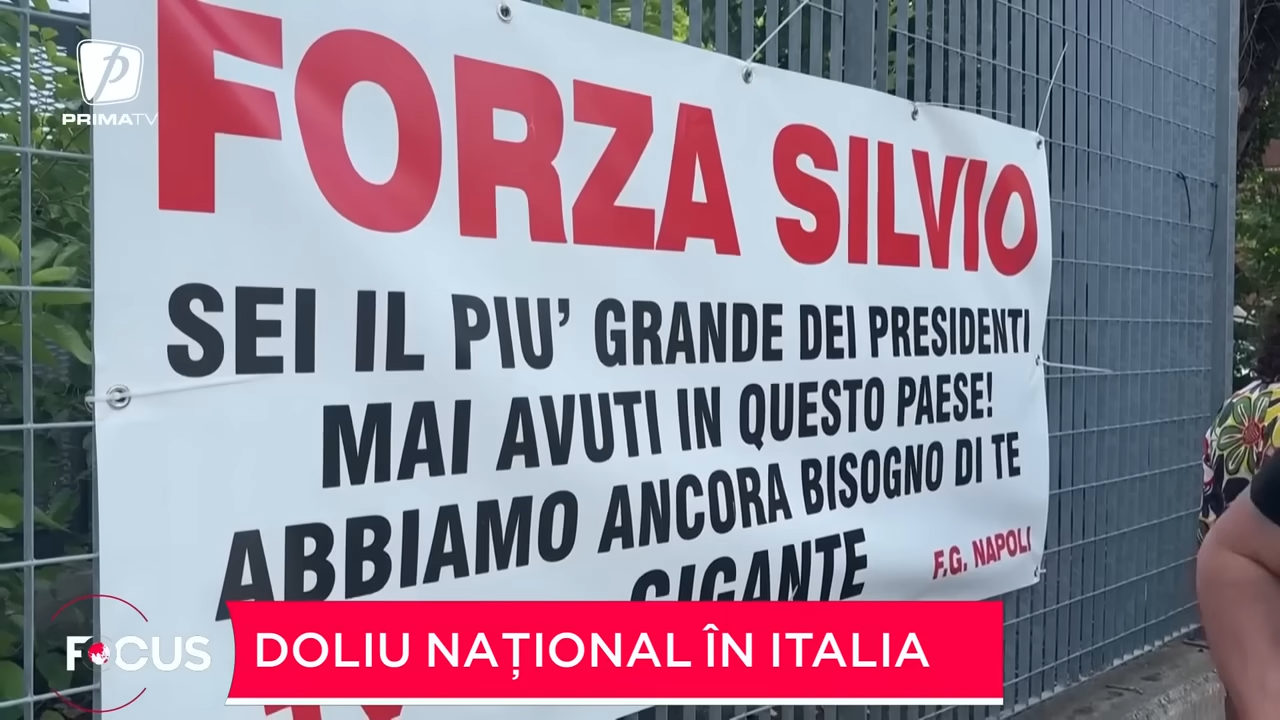 PRIMATV
FORZA SILVIO
SEI IL PIU' GRANDE DEI PRESIDENTI
MAI AVUTI IN QUESTO PAESE!
ABBIAMO ANCORA BISOGNO DI TE
GIGANTE
F.G. NAPOLI
FOCUS
DOLIU NAȚIONAL ÎN ITALIA